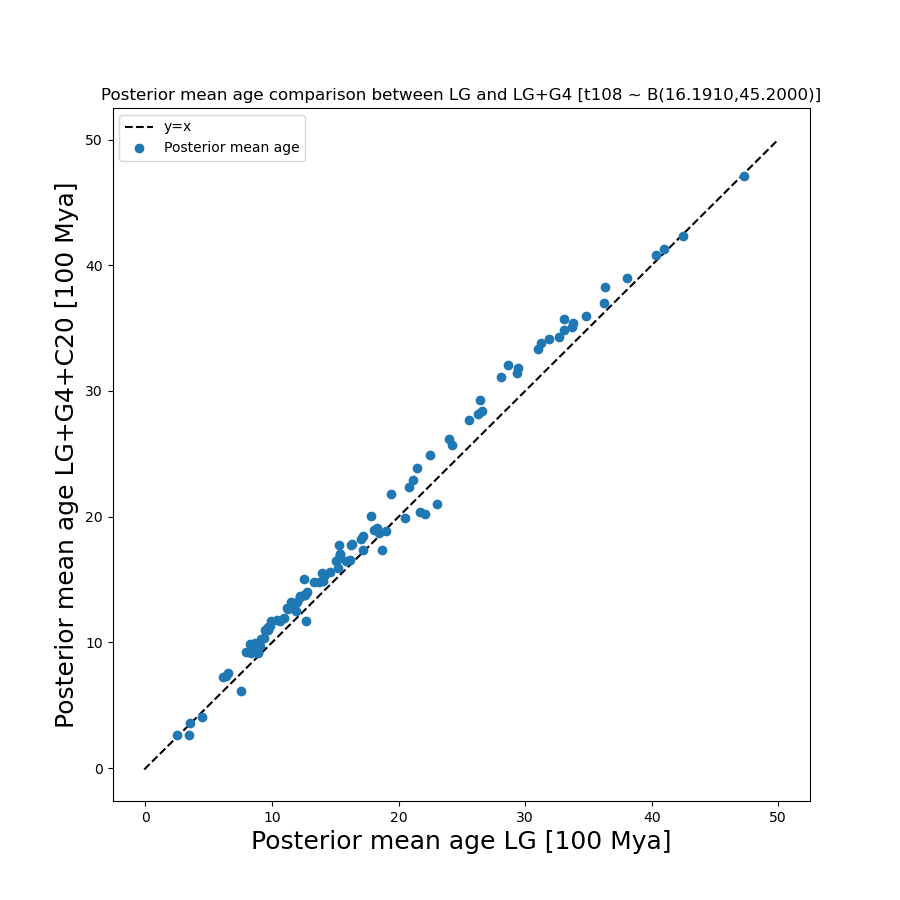 Posterior mean age comparison between LG and LG+G4 [t108 ~ B(16.1910,45.2000)]
y=x
Posterior mean age
Posterior mean age LG+G4+C20 [100 Mya]
50
40
30
20
10
0
0 10 20 30 40 50
Posterior mean age LG [100 Mya]